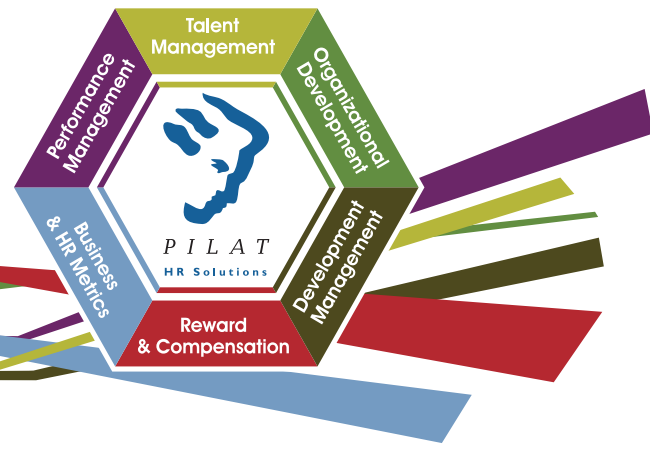 Talent
Management
Organizational
Development
Development
Management
Reward
& Compensation
Business
& HR Metrics
Performance
Management
PILAT
HR Solutions